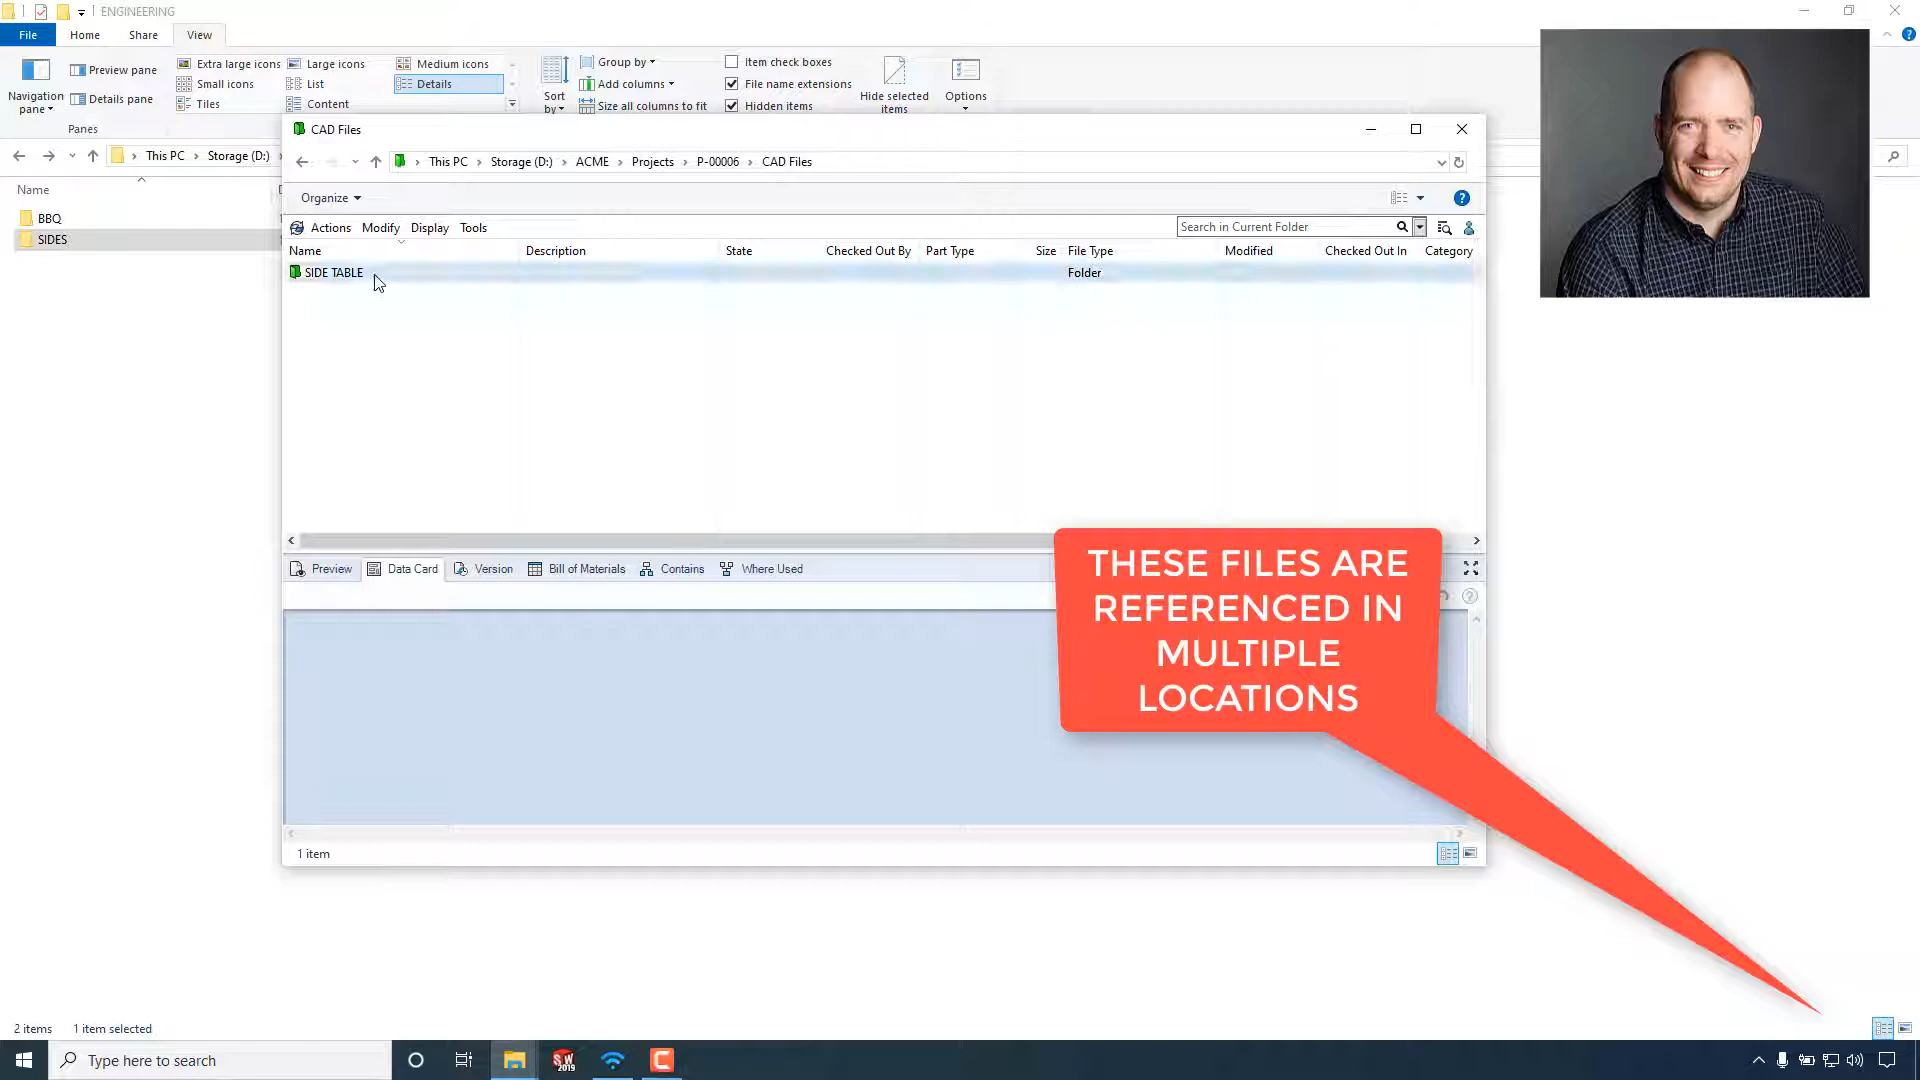 ENGINEERING
File Home Share View
Navigation pane
Preview pane
Details pane
Panes
Extra large icons Large icons Medium icons
Small icons List Details
Tiles Content
Sort by
Group by
Add columns
Size all columns to fit
Item check boxes
File name extensions
Hidden items
Hide selected items
Options
This PC Storage (D:)
Name
BBQ
SIDES
CAD Files
This PC Storage (D:) ACME Projects P-00006 CAD Files
Organize
Actions Modify Display Tools
Search in Current Folder
Name Description State Checked Out By Part Type Size File Type Modified Checked Out In Category
SIDE TABLE Folder
Preview Data Card Version Bill of Materials Contains Where Used
THESE FILES ARE
REFERENCED IN
MULTIPLE
LOCATIONS
1 item
2 items 1 item selected
Type here to search
SW
2019